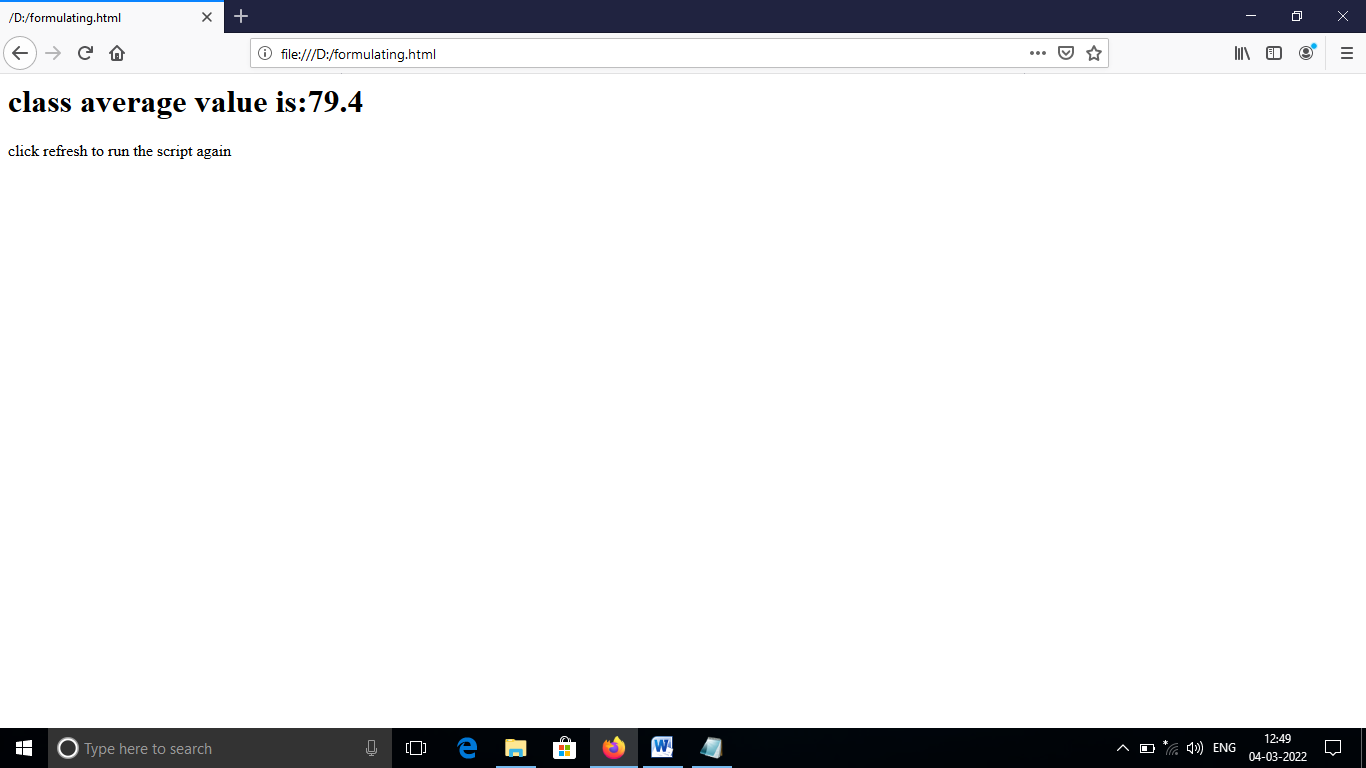 /D:/formulating.html
file:///D:/formulating.html
class average value is:79.4
click refresh to run the script again
Type here to search
ENG
12:49
04-03-2022